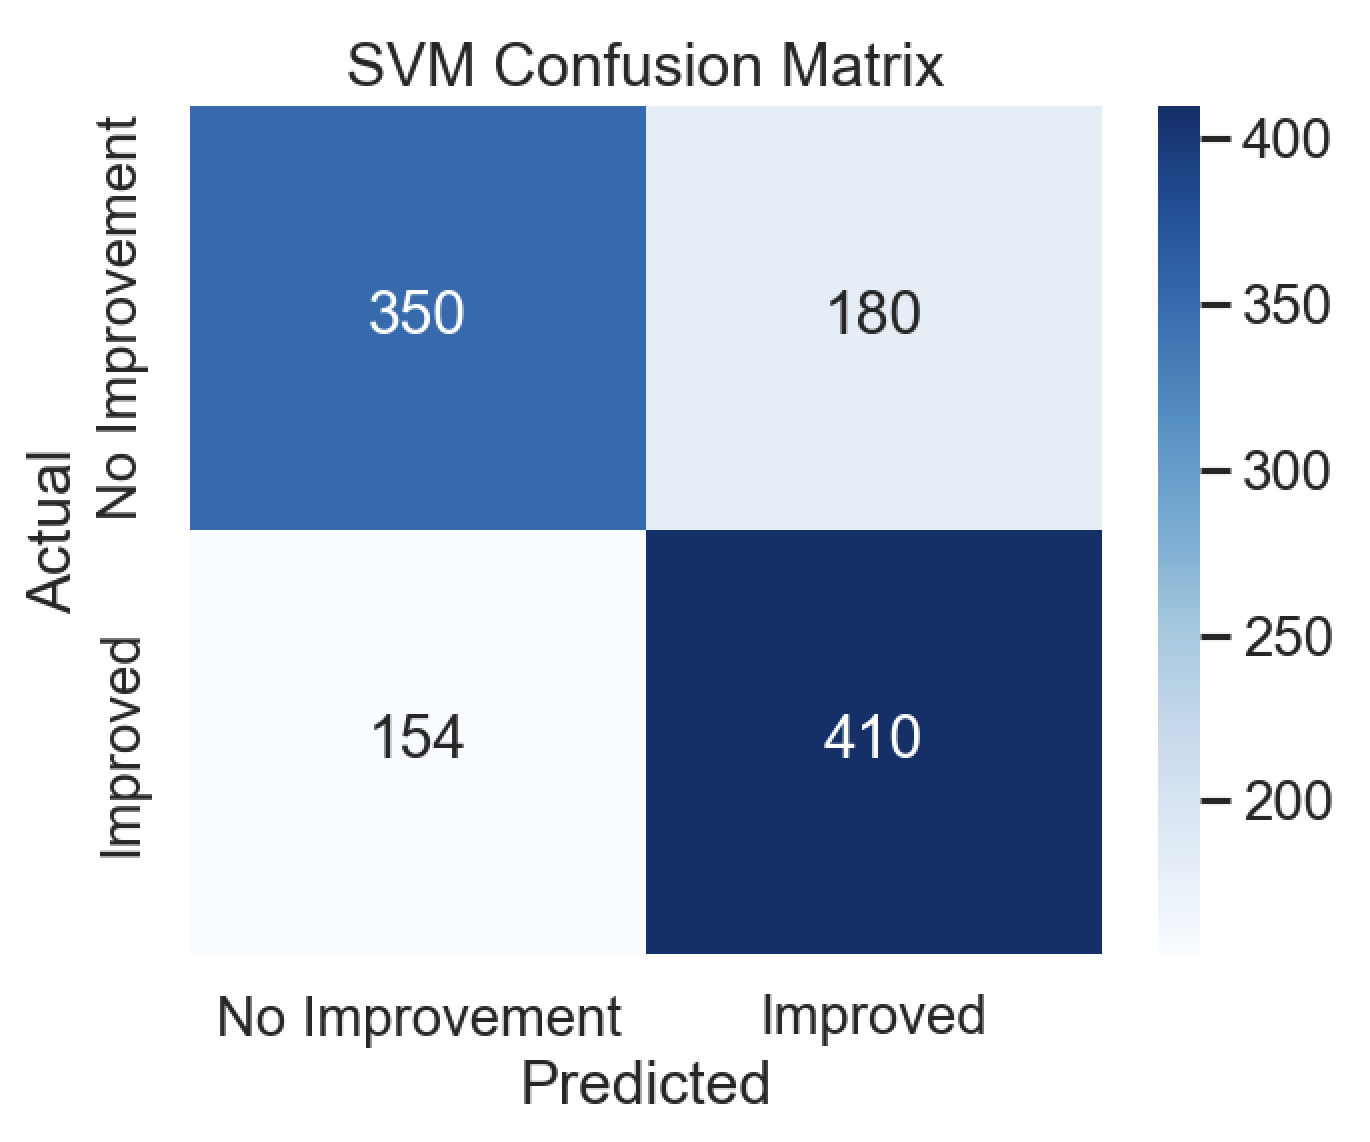 SVM Confusion Matrix
No Improvement
Improved
Actual
350
180
154
410
400
350
300
250
200
No Improvement
Improved
Predicted